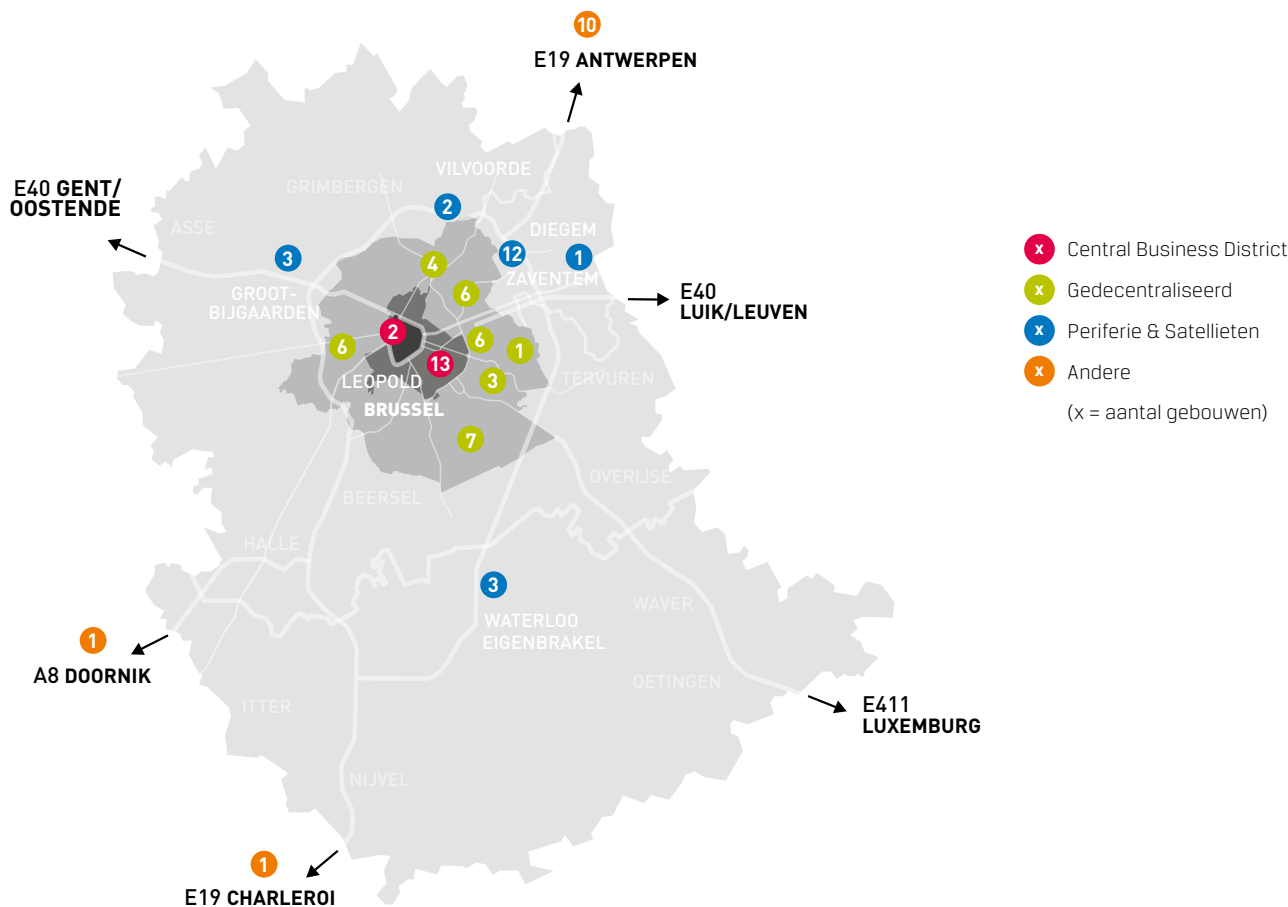 10
E19 ANTWERPEN
VILVOORDE
GRIMBERGEN
E40 GENT/
OOSTENDE
2
ASSE
DIEGEM
3
4
12
1
ZAVENTEM
6
GROOT-
BIJGAARDEN
E40
LUIK/LEUVEN
2
6
6
1
13
3
LEOPOLD
TERVUREN
BRUSSEL
7
OVERIJSE
BEERSEL
HALLE
3
WAVER
WATERLOO
EIGENBRAKEL
1
A8 DOORNIK
OETINGEN
ITTER
E411
LUXEMBURG
NIJVEL
1
E19 CHARLEROI
x Central Business District
x Gedecentraliseerd
x Periferie & Satellieten
x Andere
(x = aantal gebouwen)